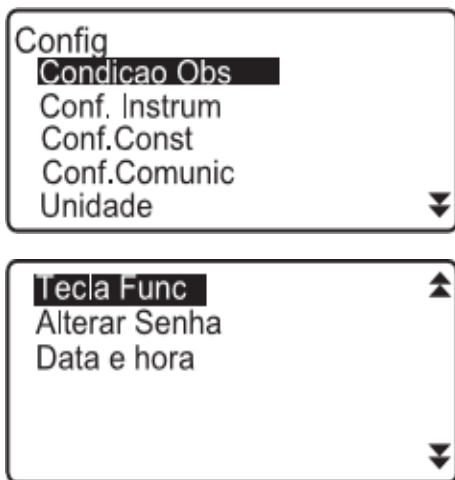 Config
Condicao Obs
Conf. Instrum
Conf.Const
Conf.Comunic
Unidade
Tecla Func
Alterar Senha
Data e hora